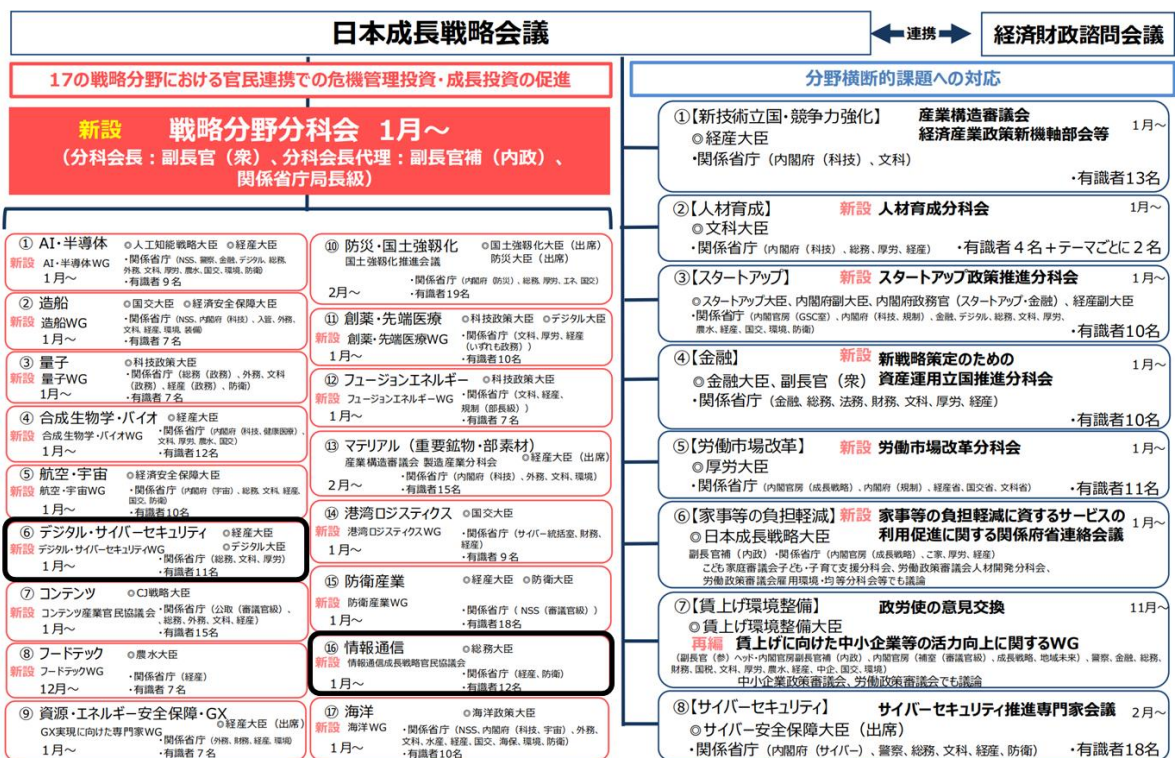 日本成長戦略会議
連携
経済財政諮問会議
17の戦略分野における官民連携での危機管理投資・成長投資の促進
新設 戦略分野分科会 1月～
（分科会長：副長官（衆）、分科会長代理：副長官補（内政）、
関係省庁局長級）
① AI・半導体 ◎人工知能戦略大臣 ◎経産大臣
新設 AI・半導体WG ・関係省庁（NSS、警察、金融、デジタル、総務、
外務、文科、厚労、農水、国交、環境、防衛）
1月～ ・有識者９名
② 造船 ◎国交大臣 ◎経済安全保障大臣
新設 造船WG ・関係省庁（NSS、内閣府（科技）、入管、外務、
文科、経産、環境、装備）
1月～ ・有識者７名
③ 量子 ◎科技政策大臣
新設 量子WG ・関係省庁（総務（政務）、外務、文科
（政務）、経産（政務）、防衛）
1月～ ・有識者７名
④ 合成生物学・バイオ ◎経産大臣
新設 合成生物学・バイオWG ・関係省庁（内閣府（科技、健康医療）、
文科、厚労、農水、国交）
1月～ ・有識者12名
⑤ 航空・宇宙 ◎経済安全保障大臣
新設 航空・宇宙WG ・関係省庁（内閣府（宇宙）、総務、文科、経産、
国交、防衛）
1月～ ・有識者10名
⑥ デジタル・サイバーセキュリティ ◎経産大臣
◎デジタル大臣
新設 デジタル・サイバーセキュリティWG
・関係省庁（総務、文科、厚労）
1月～ ・有識者11名
⑦ コンテンツ ◎CJ戦略大臣
新設 コンテンツ産業官民協議会 ・関係省庁（公取（審議官級）、
総務、外務、文科、経産）
1月～ ・有識者15名
⑧ フードテック ◎農水大臣
新設 フードテックWG ・関係省庁（経産）
12月～ ・有識者７名
⑨ 資源・エネルギー安全保障・GX ◎経産大臣（出席）
GX実現に向けた専門家WG ・関係省庁（外務、財務、経産、環境）
1月～ ・有識者７名
⑩ 防災・国土強靱化 ◎国土強靱化大臣（出席）
国土強靱化推進会議 防災大臣（出席）
・関係省庁（内閣府（防災）、総務、厚労、エネ、国交）
2月～ ・有識者19名
⑪ 創薬・先端医療 ◎科技政策大臣 ◎デジタル大臣
新設 創薬・先端医療WG ・関係省庁（文科、厚労、経産
（いずれも政務））
1月～ ・有識者10名
⑫ フュージョンエネルギー ◎科技政策大臣
新設 フュージョンエネルギーWG ・関係省庁（文科、経産、
規制（部長級））
1月～ ・有識者７名
⑬ マテリアル（重要鉱物・部素材）
◎経産大臣（出席）
産業構造審議会 製造産業分科会
・関係省庁（内閣府（科技）、外務、文科、環境）
2月～ ・有識者15名
⑭ 港湾ロジスティクス ◎国交大臣
新設 港湾ロジスティクスWG ・関係省庁（サイバー統括室、財務、
経産）
1月～ ・有識者９名
⑮ 防衛産業 ◎経産大臣 ◎防衛大臣
新設 防衛産業WG ・関係省庁（ NSS（審議官級））
1月～ ・有識者18名
⑯ 情報通信 ◎総務大臣
新設 情報通信成長戦略官民協議会
・関係省庁（経産、防衛）
1月～ ・有識者12名
⑰ 海洋 ◎海洋政策大臣
新設 海洋WG ・関係省庁（NSS、内閣府（科技、宇宙）、外務、
文科、水産、経産、国交、海保、環境、防衛）
1月～ ・有識者10名
分野横断的課題への対応
①【新技術立国・競争力強化】 産業構造審議会 1月～
◎経産大臣 経済産業政策新機軸部会等
・関係省庁（内閣府（科技）、文科）
・有識者13名
②【人材育成】 新設 人材育成分科会 1月～
◎文科大臣
・関係省庁（内閣府（科技）、総務、厚労、経産） ・有識者４名＋テーマごとに２名
③【スタートアップ】 新設 スタートアップ政策推進分科会 1月～
◎スタートアップ大臣、内閣府副大臣、内閣府政務官（スタートアップ・金融）、経産副大臣
・関係省庁（内閣官房（GSC室）、内閣府（科技、規制）、金融、デジタル、総務、文科、厚労、
農水、経産、国交、環境、防衛）
・有識者10名
④【金融】 新設 新戦略策定のための 1月～
◎金融大臣、副長官（衆） 資産運用立国推進分科会
・関係省庁（金融、総務、法務、財務、文科、厚労、経産）
・有識者10名
⑤【労働市場改革】 新設 労働市場改革分科会 1月～
◎厚労大臣
・関係省庁（内閣官房（成長戦略）、内閣府（規制）、経産省、国交省、文科省） ・有識者11名
⑥【家事等の負担軽減】 新設 家事等の負担軽減に資するサービスの 1月～
◎日本成長戦略大臣 利用促進に関する関係府省連絡会議
副長官補（内政）・関係省庁（内閣官房（成長戦略）、こ家、厚労、経産）
こども家庭審議会子ども・子育て支援分科会、労働政策審議会人材開発分科会、
労働政策審議会雇用環境・均等分科会等でも議論
⑦【賃上げ環境整備】 政労使の意見交換 11月～
◎賃上げ環境整備大臣
再編 賃上げに向けた中小企業等の活力向上に関するWG
（副長官（参）ヘッド・内閣官房副長官補（内政）、内閣官房（補室（審議官級）、成長戦略、地域未来）、警察、金融、総務、
財務、国税、文科、厚労、農水、経産、中企、国交、環境）
中小企業政策審議会、労働政策審議会でも議論
⑧【サイバーセキュリティ】 サイバーセキュリティ推進専門家会議 2月～
◎サイバー安全保障大臣（出席）
・関係省庁（内閣府（サイバー）、警察、総務、文科、経産、防衛） ・有識者18名